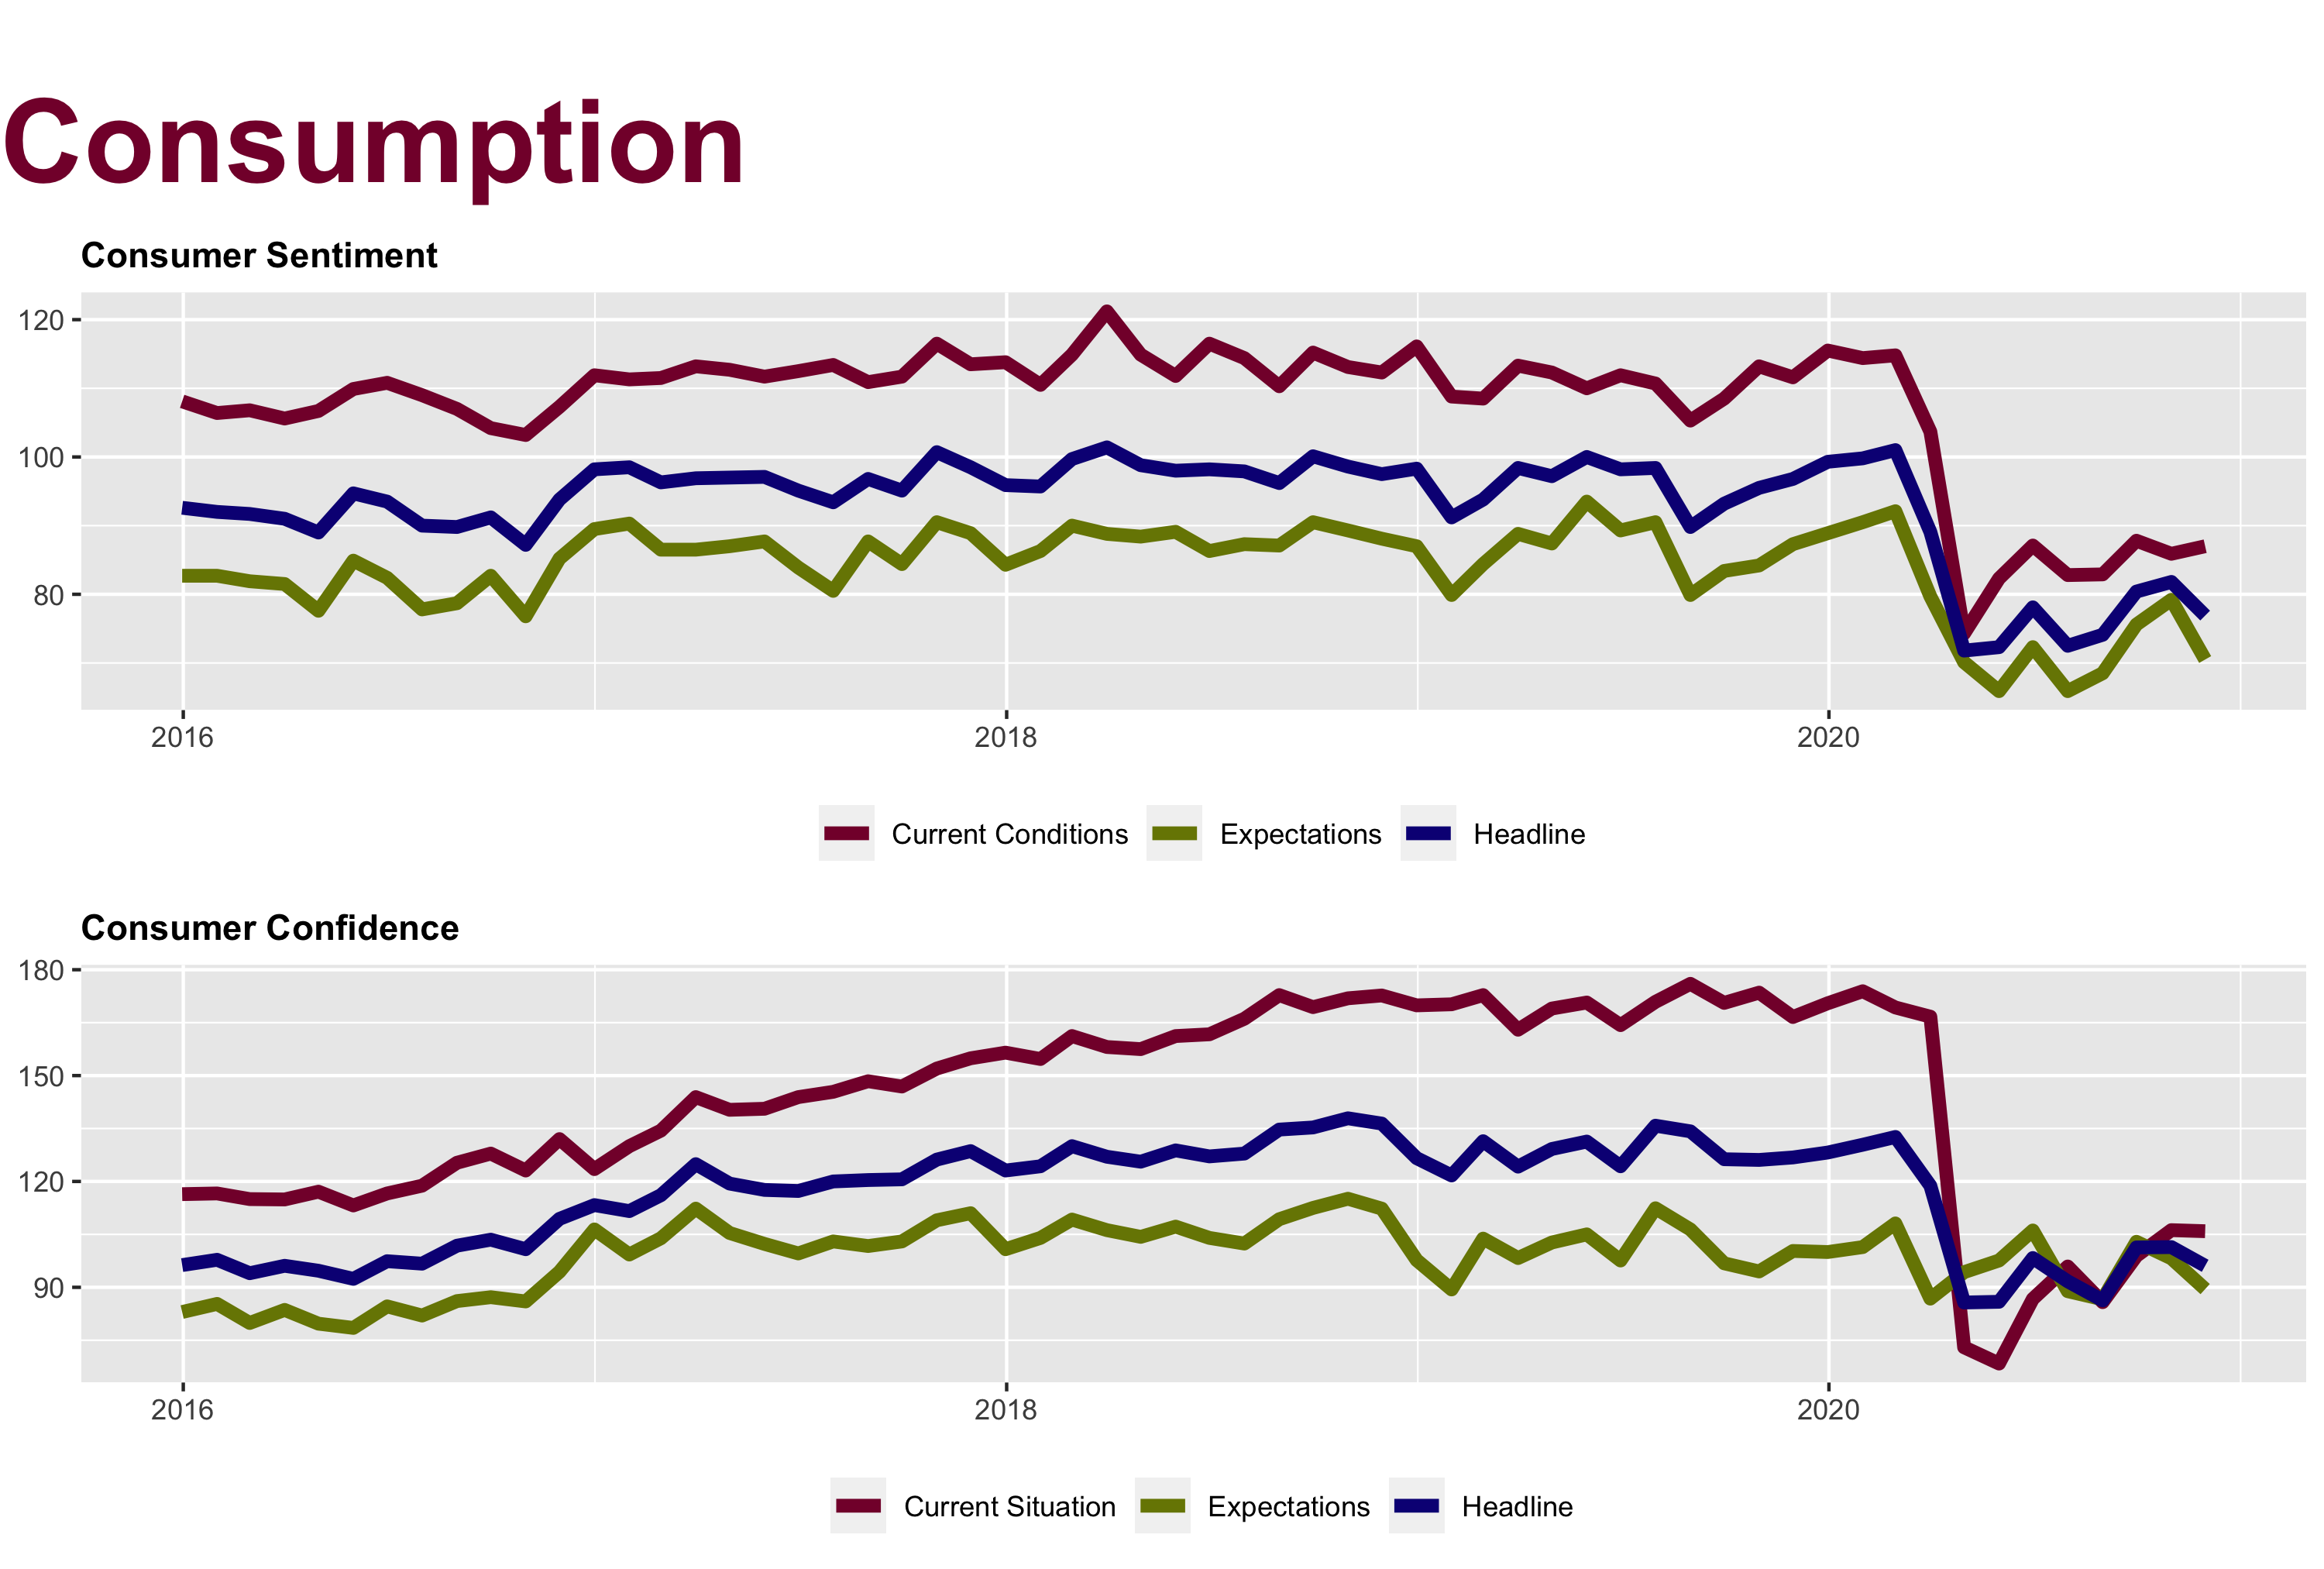 Consumption
Consumer Sentiment
120
100
80
2016 2018 2020
Current Conditions Expectations Headline
Consumer Confidence
180
150
120
90
2016 2018 2020
Current Situation Expectations Headline